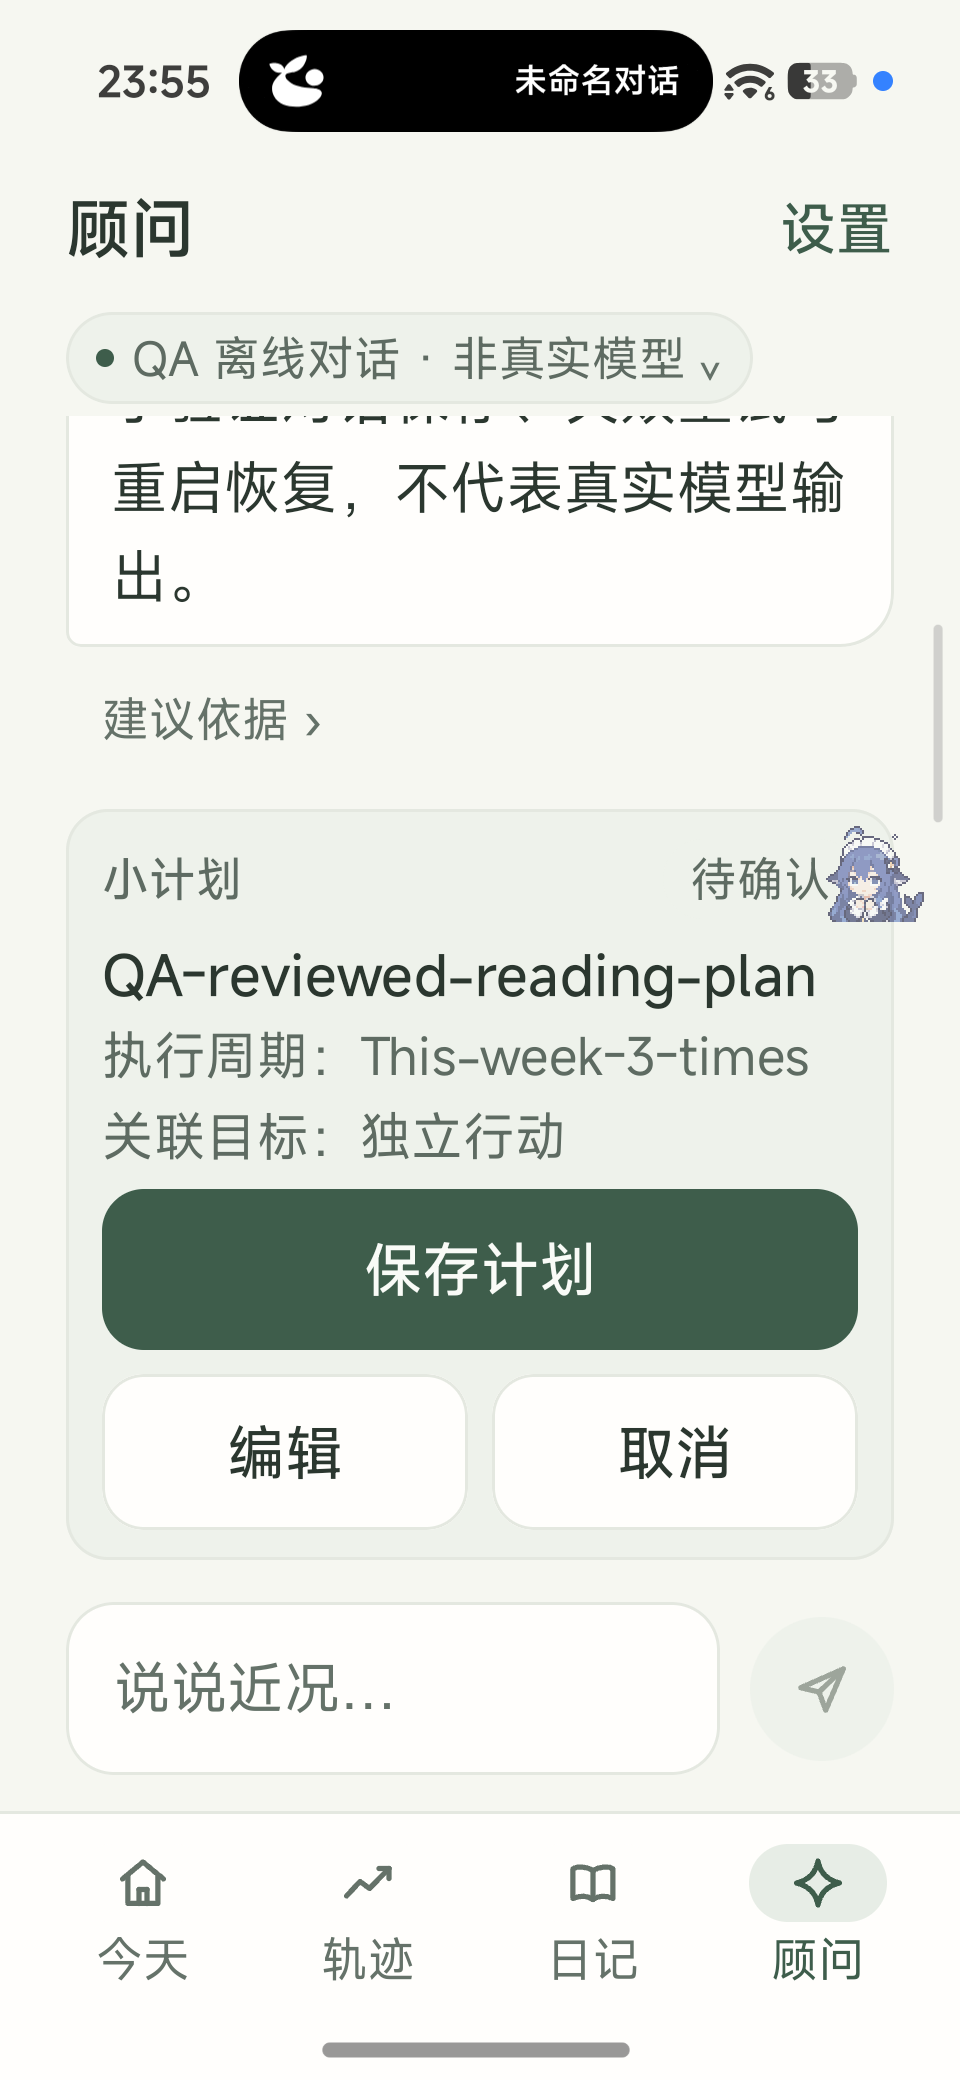 23:55
未命名对话
6
33
顾问
设置
QA 离线对话 · 非真实模型
重启恢复，不代表真实模型输
出。
建议依据 ›
小计划
待确认
QA-reviewed-reading-plan
执行周期：This-week-3-times
关联目标：独立行动
保存计划
编辑
取消
说说近况...
今天
轨迹
日记
顾问